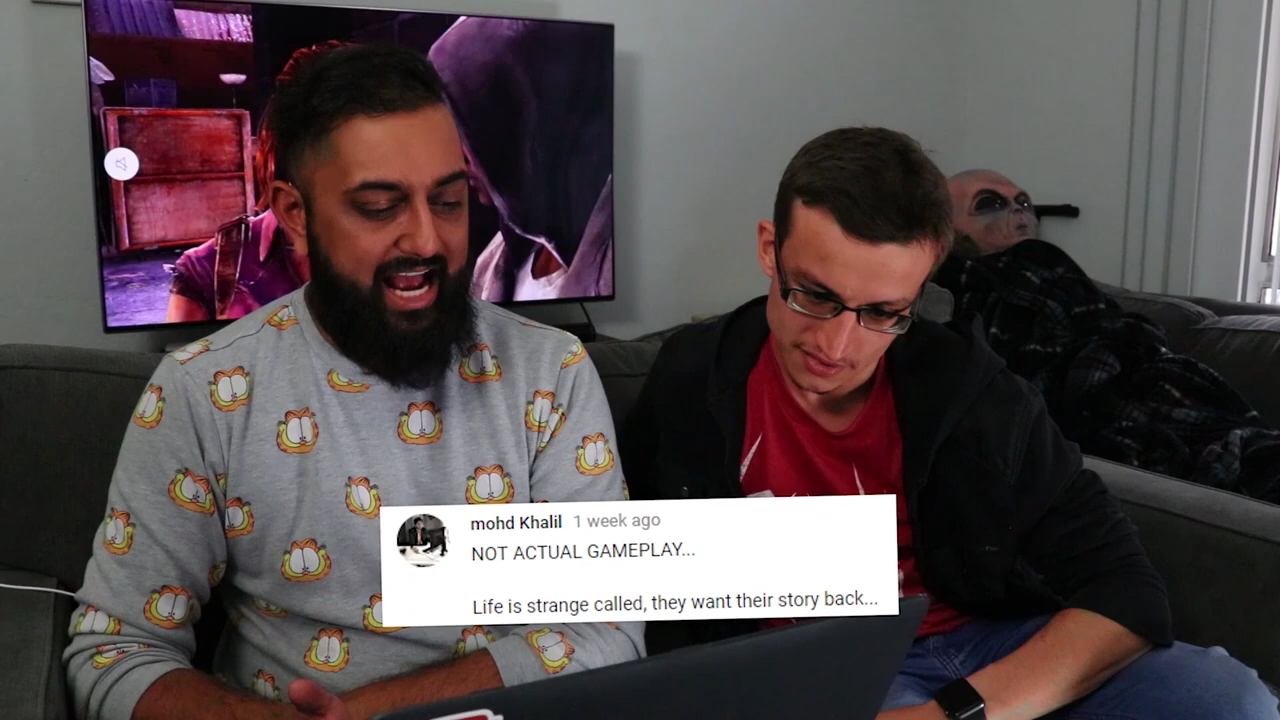 mohd Khalil 1 week ago
NOT ACTUAL GAMEPLAY...
Life is strange called, they want their story back...